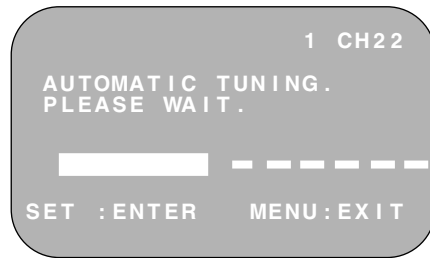 1 CH22
AUTOMATIC TUNING.
PLEASE WAIT.
SET :ENTER MENU:EXIT